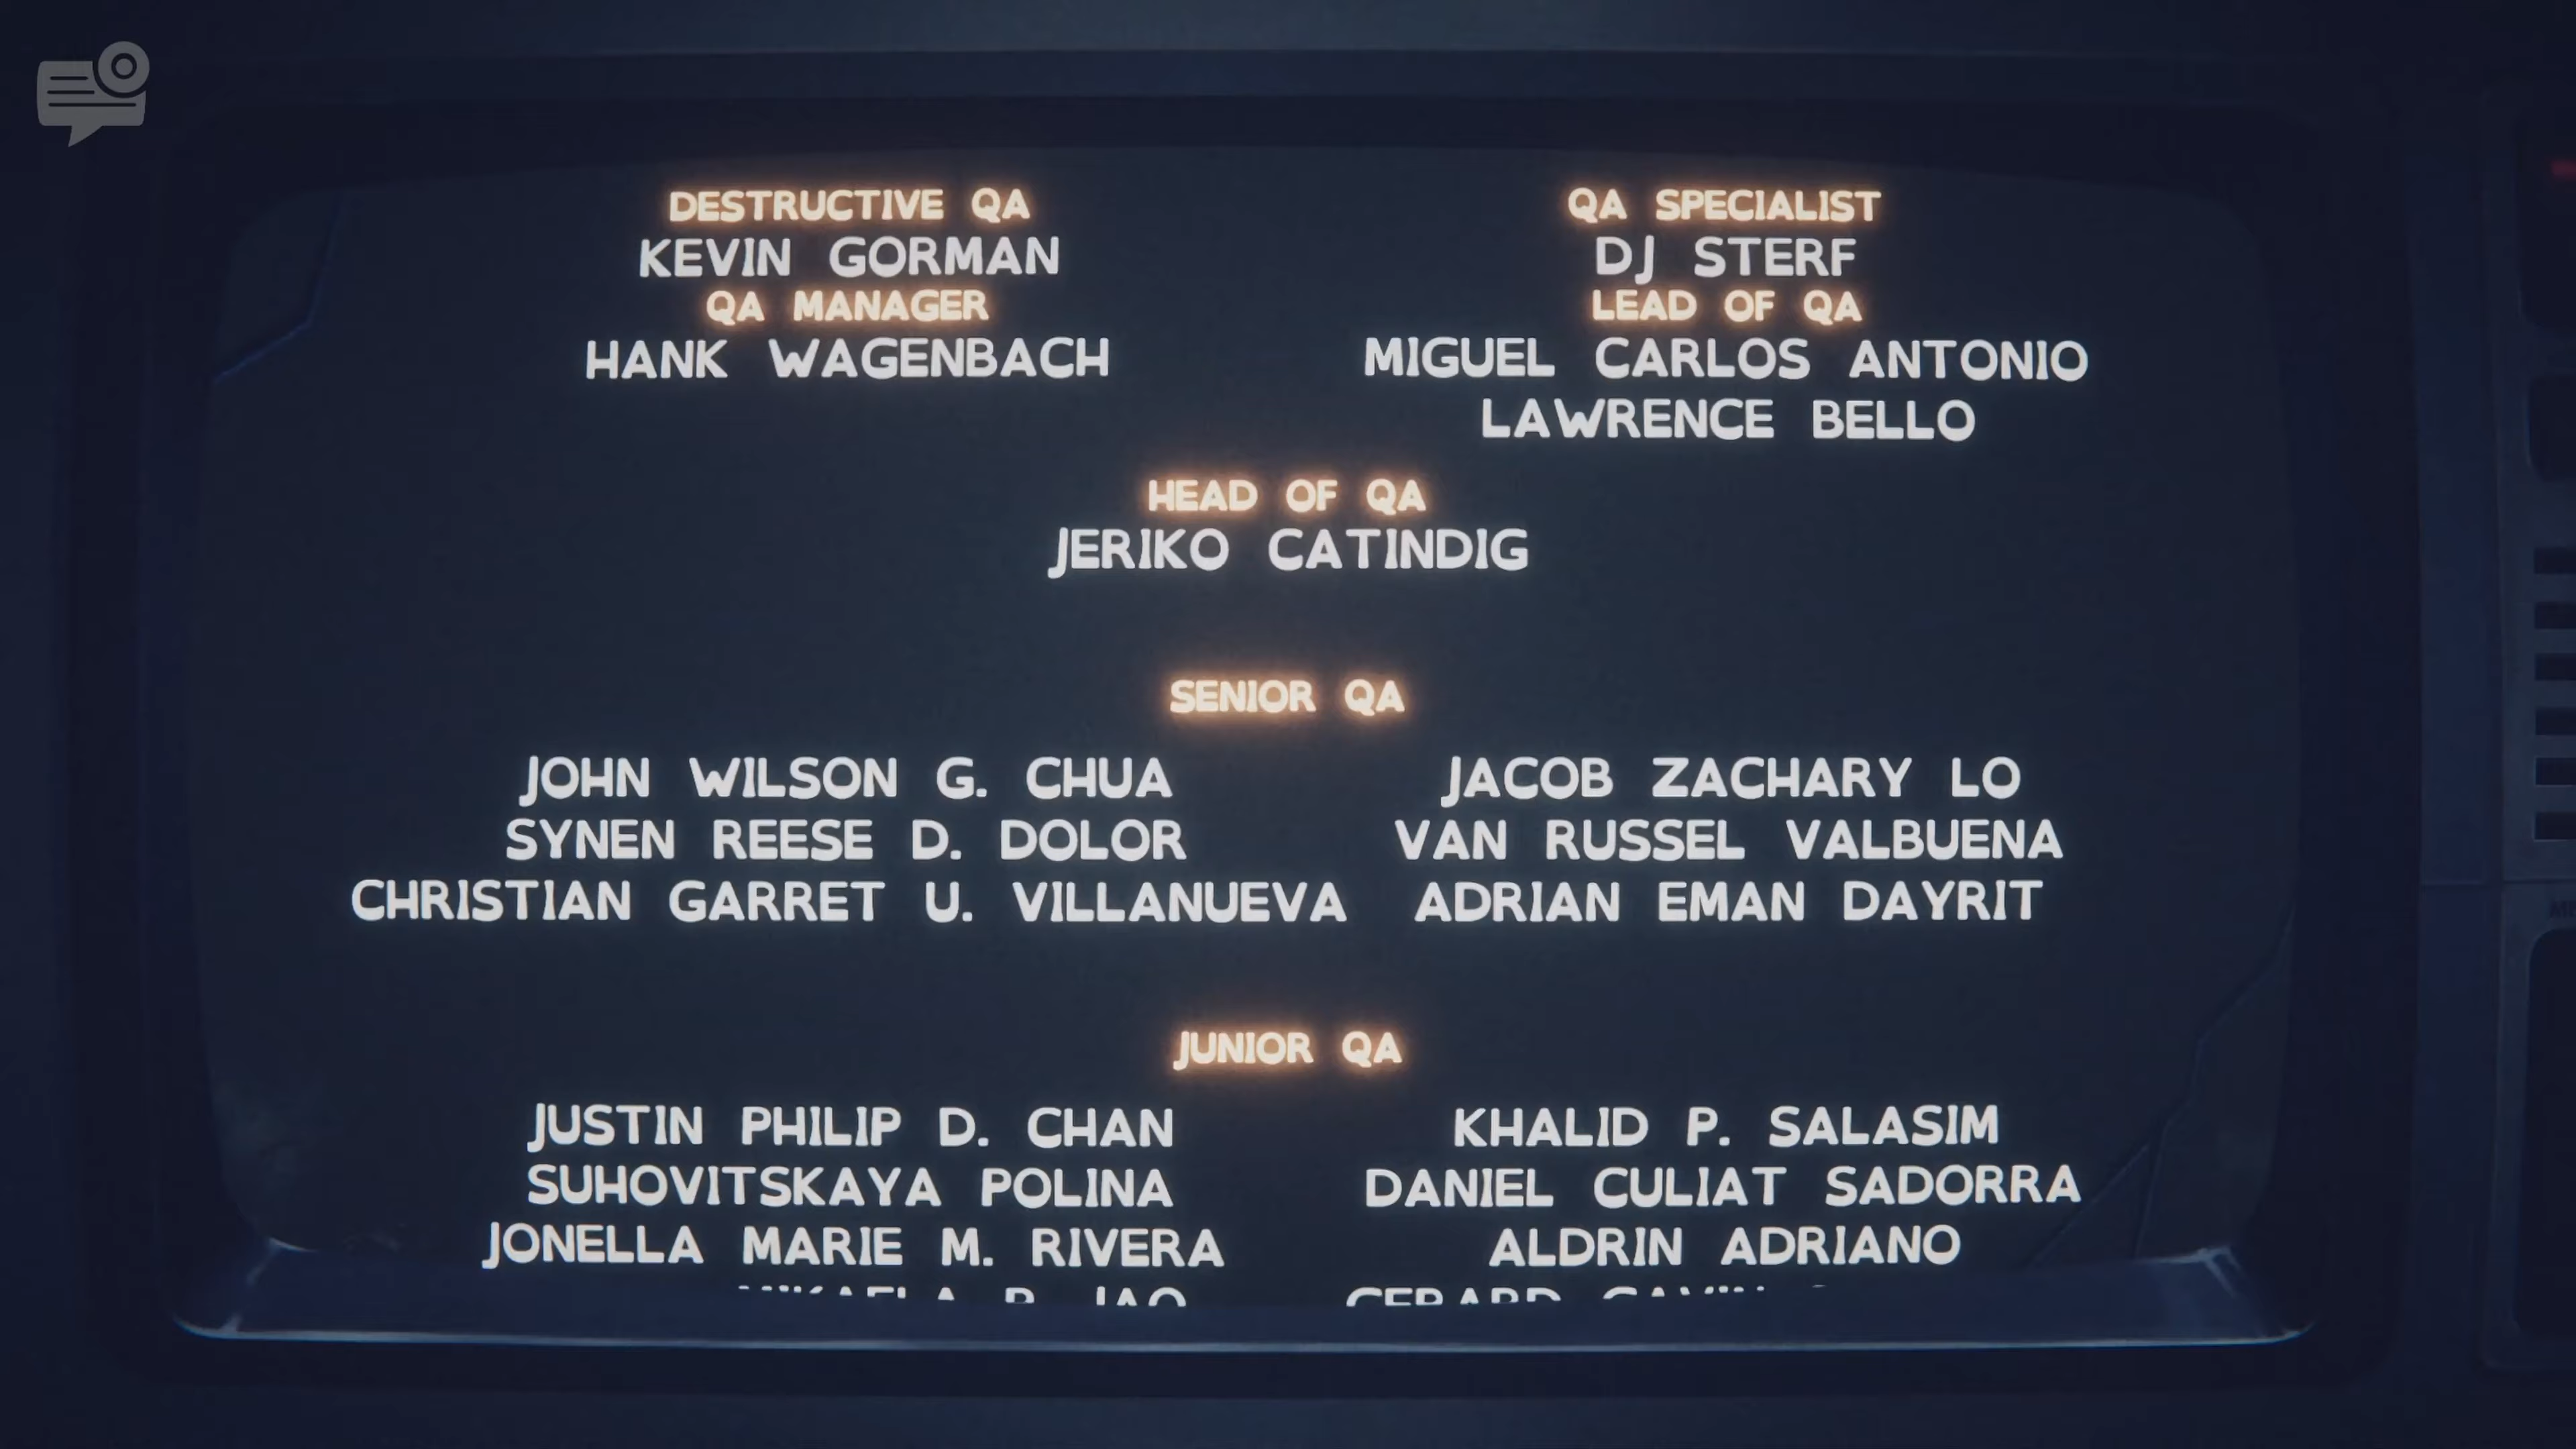 DESTRUCTIVE QA
KEVIN GORMAN
QA MANAGER
HANK WAGENBACH
QA SPECIALIST
DJ STERF
LEAD OF QA
MIGUEL CARLOS ANTONIO
LAWRENCE BELLO
HEAD OF QA
JERIKO CATINDIG
SENIOR QA
JOHN WILSON G. CHUA
SYNEN REESE D. DOLOR
CHRISTIAN GARRET U. VILLANUEVA
JACOB ZACHARY LO
VAN RUSSEL VALBUENA
ADRIAN EMAN DAYRIT
JUNIOR QA
JUSTIN PHILIP D. CHAN
SUHOVITSKAYA POLINA
JONELLA MARIE M. RIVERA
KHALID P. SALASIM
DANIEL CULIAT SADORRA
ALDRIN ADRIANO